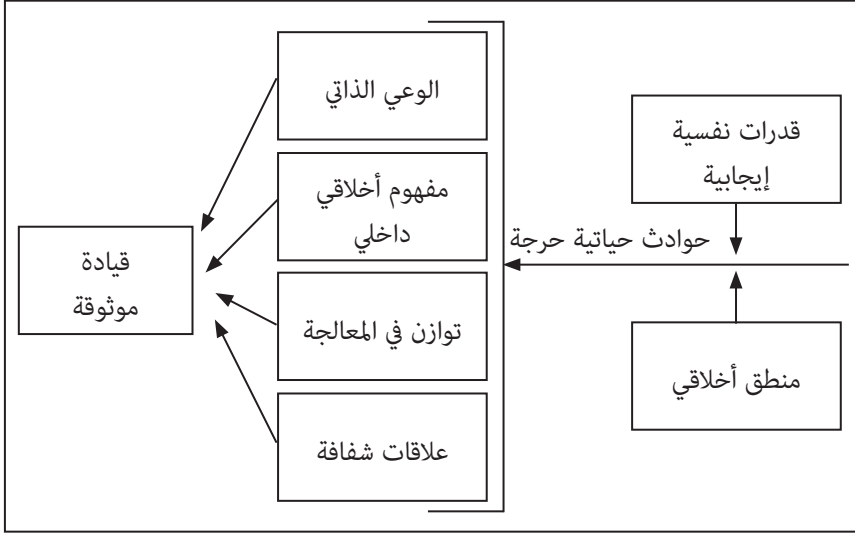 قدرات نفسية
إيجابية
حوادث حياتية حرجة
منطق أخلاقي
الوعي الذاتي
مفهوم أخلاقي
داخلي
توازن في المعالجة
علاقات شفافة
قيادة
موثوقة